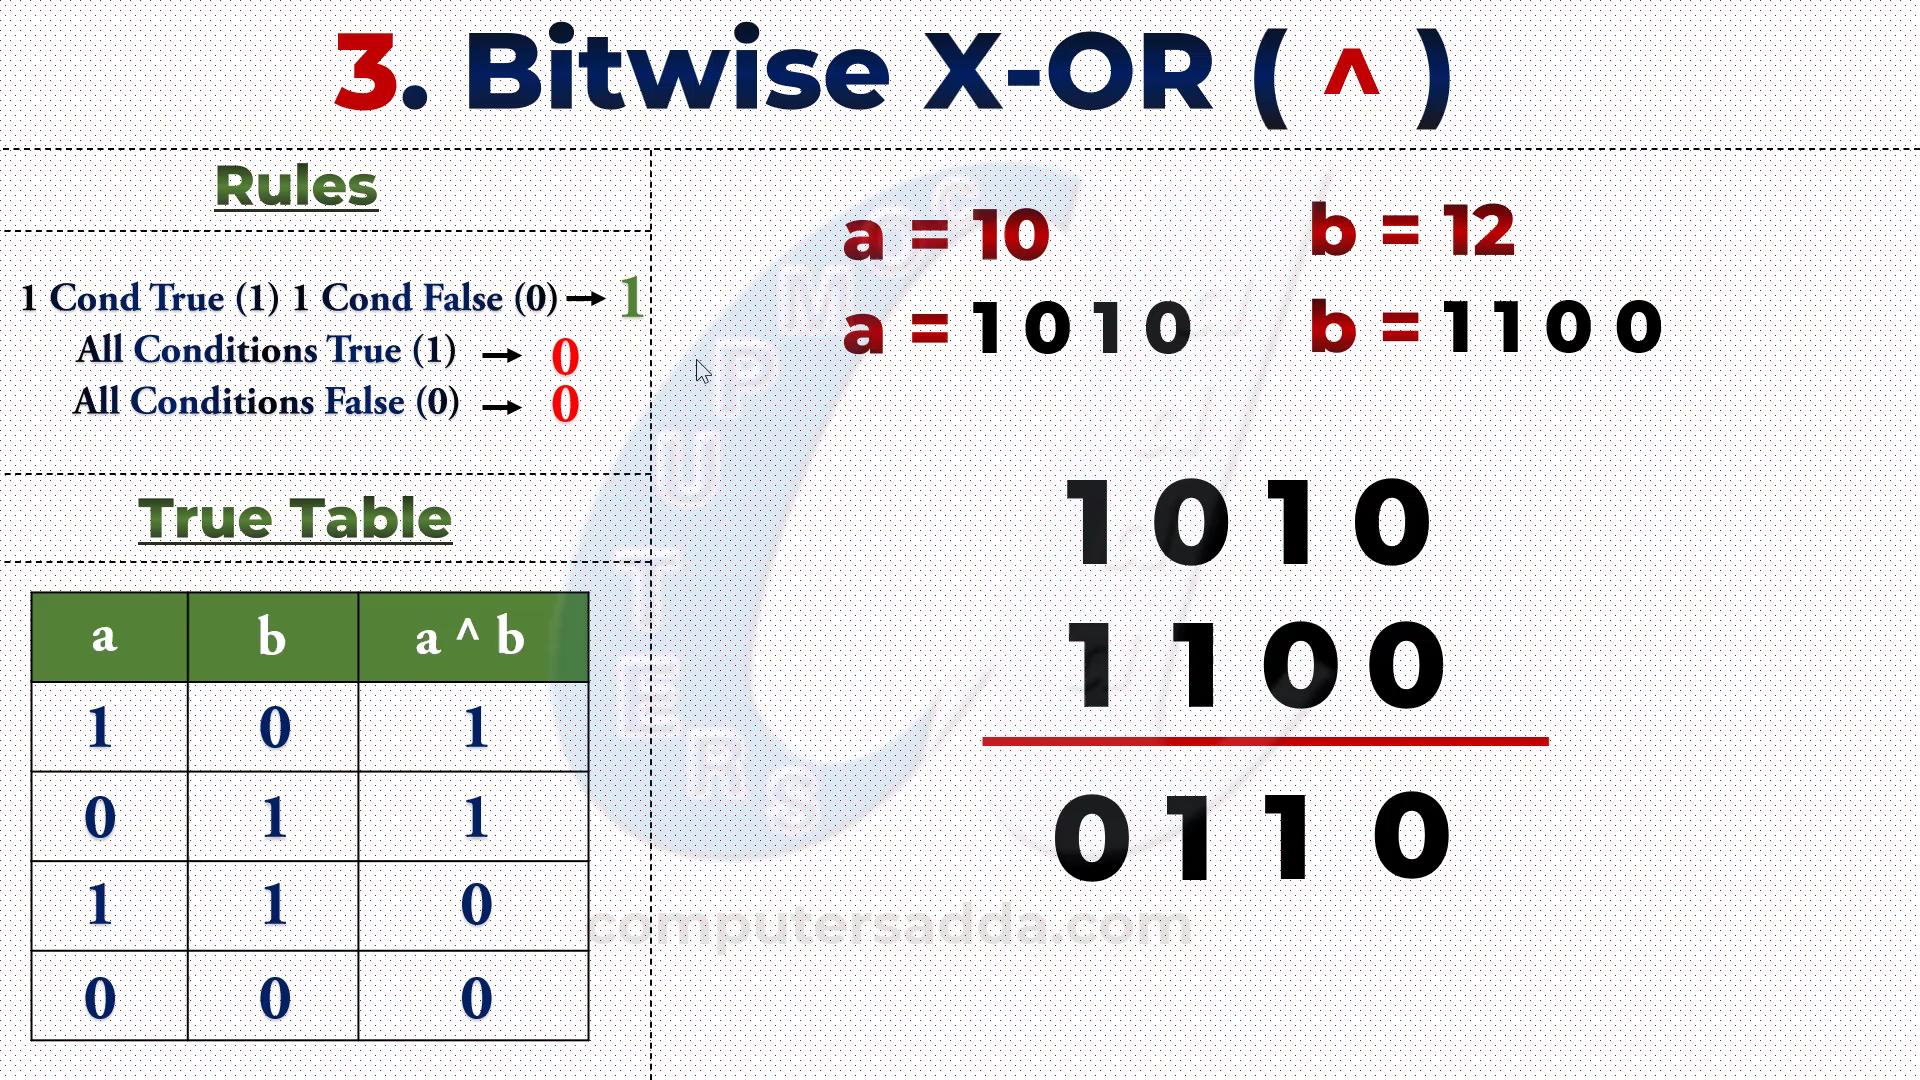 3. Bitwise X-OR ( ^ )
Rules
1 Cond True (1) 1 Cond False (0) → 1
All Conditions True (1) → 0
All Conditions False (0) → 0
True Table
a b a ^ b
1 0 1
0 1 1
1 1 0
0 0 0
a = 10 b = 12
a = 1 0 1 0 b = 1 1 0 0
1 0 1 0
1 1 0 0
0 1 1 0
COMPUTERS
computersadda.com